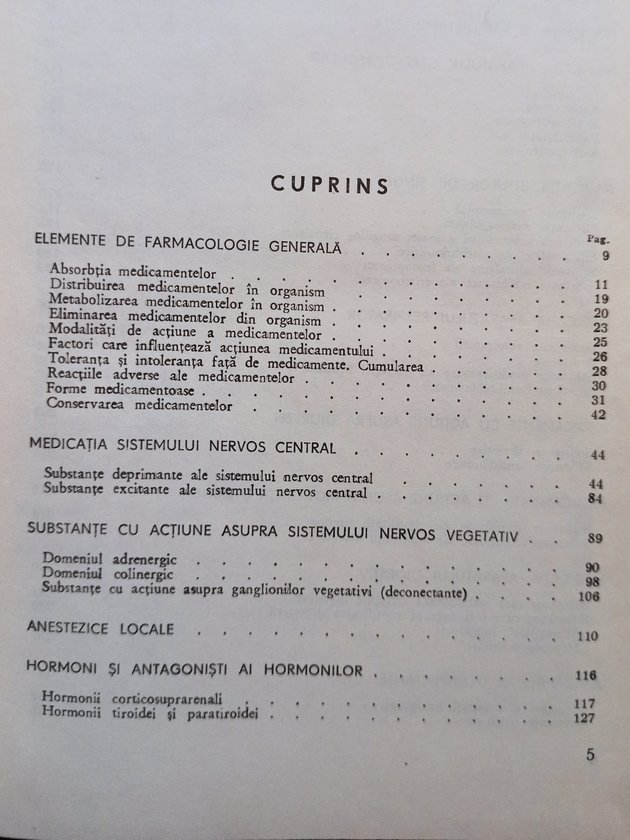 CUPRINS
Pag.
ELEMENTE DE FARMACOLOGIE GENERALĂ . . . . . . . . . 9
Absorbția medicamentelor . . . . . . . . . . . . 11
Distribuirea medicamentelor în organism . . . . . . . . 19
Metabolizarea medicamentelor în organism . . . . . . . . 20
Eliminarea medicamentelor din organism . . . . . . . . 23
Modalități de acțiune a medicamentelor . . . . . . . . 25
Factori care influențează acțiunea medicamentului . . . . . . 26
Toleranța și intoleranța față de medicamente. Cumularea . . . . 28
Reacțiile adverse ale medicamentelor . . . . . . . . . 30
Forme medicamentoase . . . . . . . . . . . . . 31
Conservarea medicamentelor . . . . . . . . . . . 42
MEDICAȚIA SISTEMULUI NERVOS CENTRAL . . . . . . . . 44
Substanțe deprimante ale sistemului nervos central . . . . . . 44
Substanțe excitante ale sistemului nervos central . . . . . . . 84
SUBSTANȚE CU ACȚIUNE ASUPRA SISTEMULUI NERVOS VEGETATIV . . 89
Domeniul adrenergic . . . . . . . . . . . . . 90
Domeniul colinergic . . . . . . . . . . . . . 98
Substanțe cu acțiune asupra ganglionilor vegetativi (deconectante) . . . 106
ANESTEZICE LOCALE . . . . . . . . . . . . . . 110
HORMONI ȘI ANTAGONIȘTI AI HORMONILOR . . . . . . . . 116
Hormonii corticosuprarenali . . . . . . . . . . . 117
Hormonii tiroidei și paratiroidei . . . . . . . . . . . 127
5